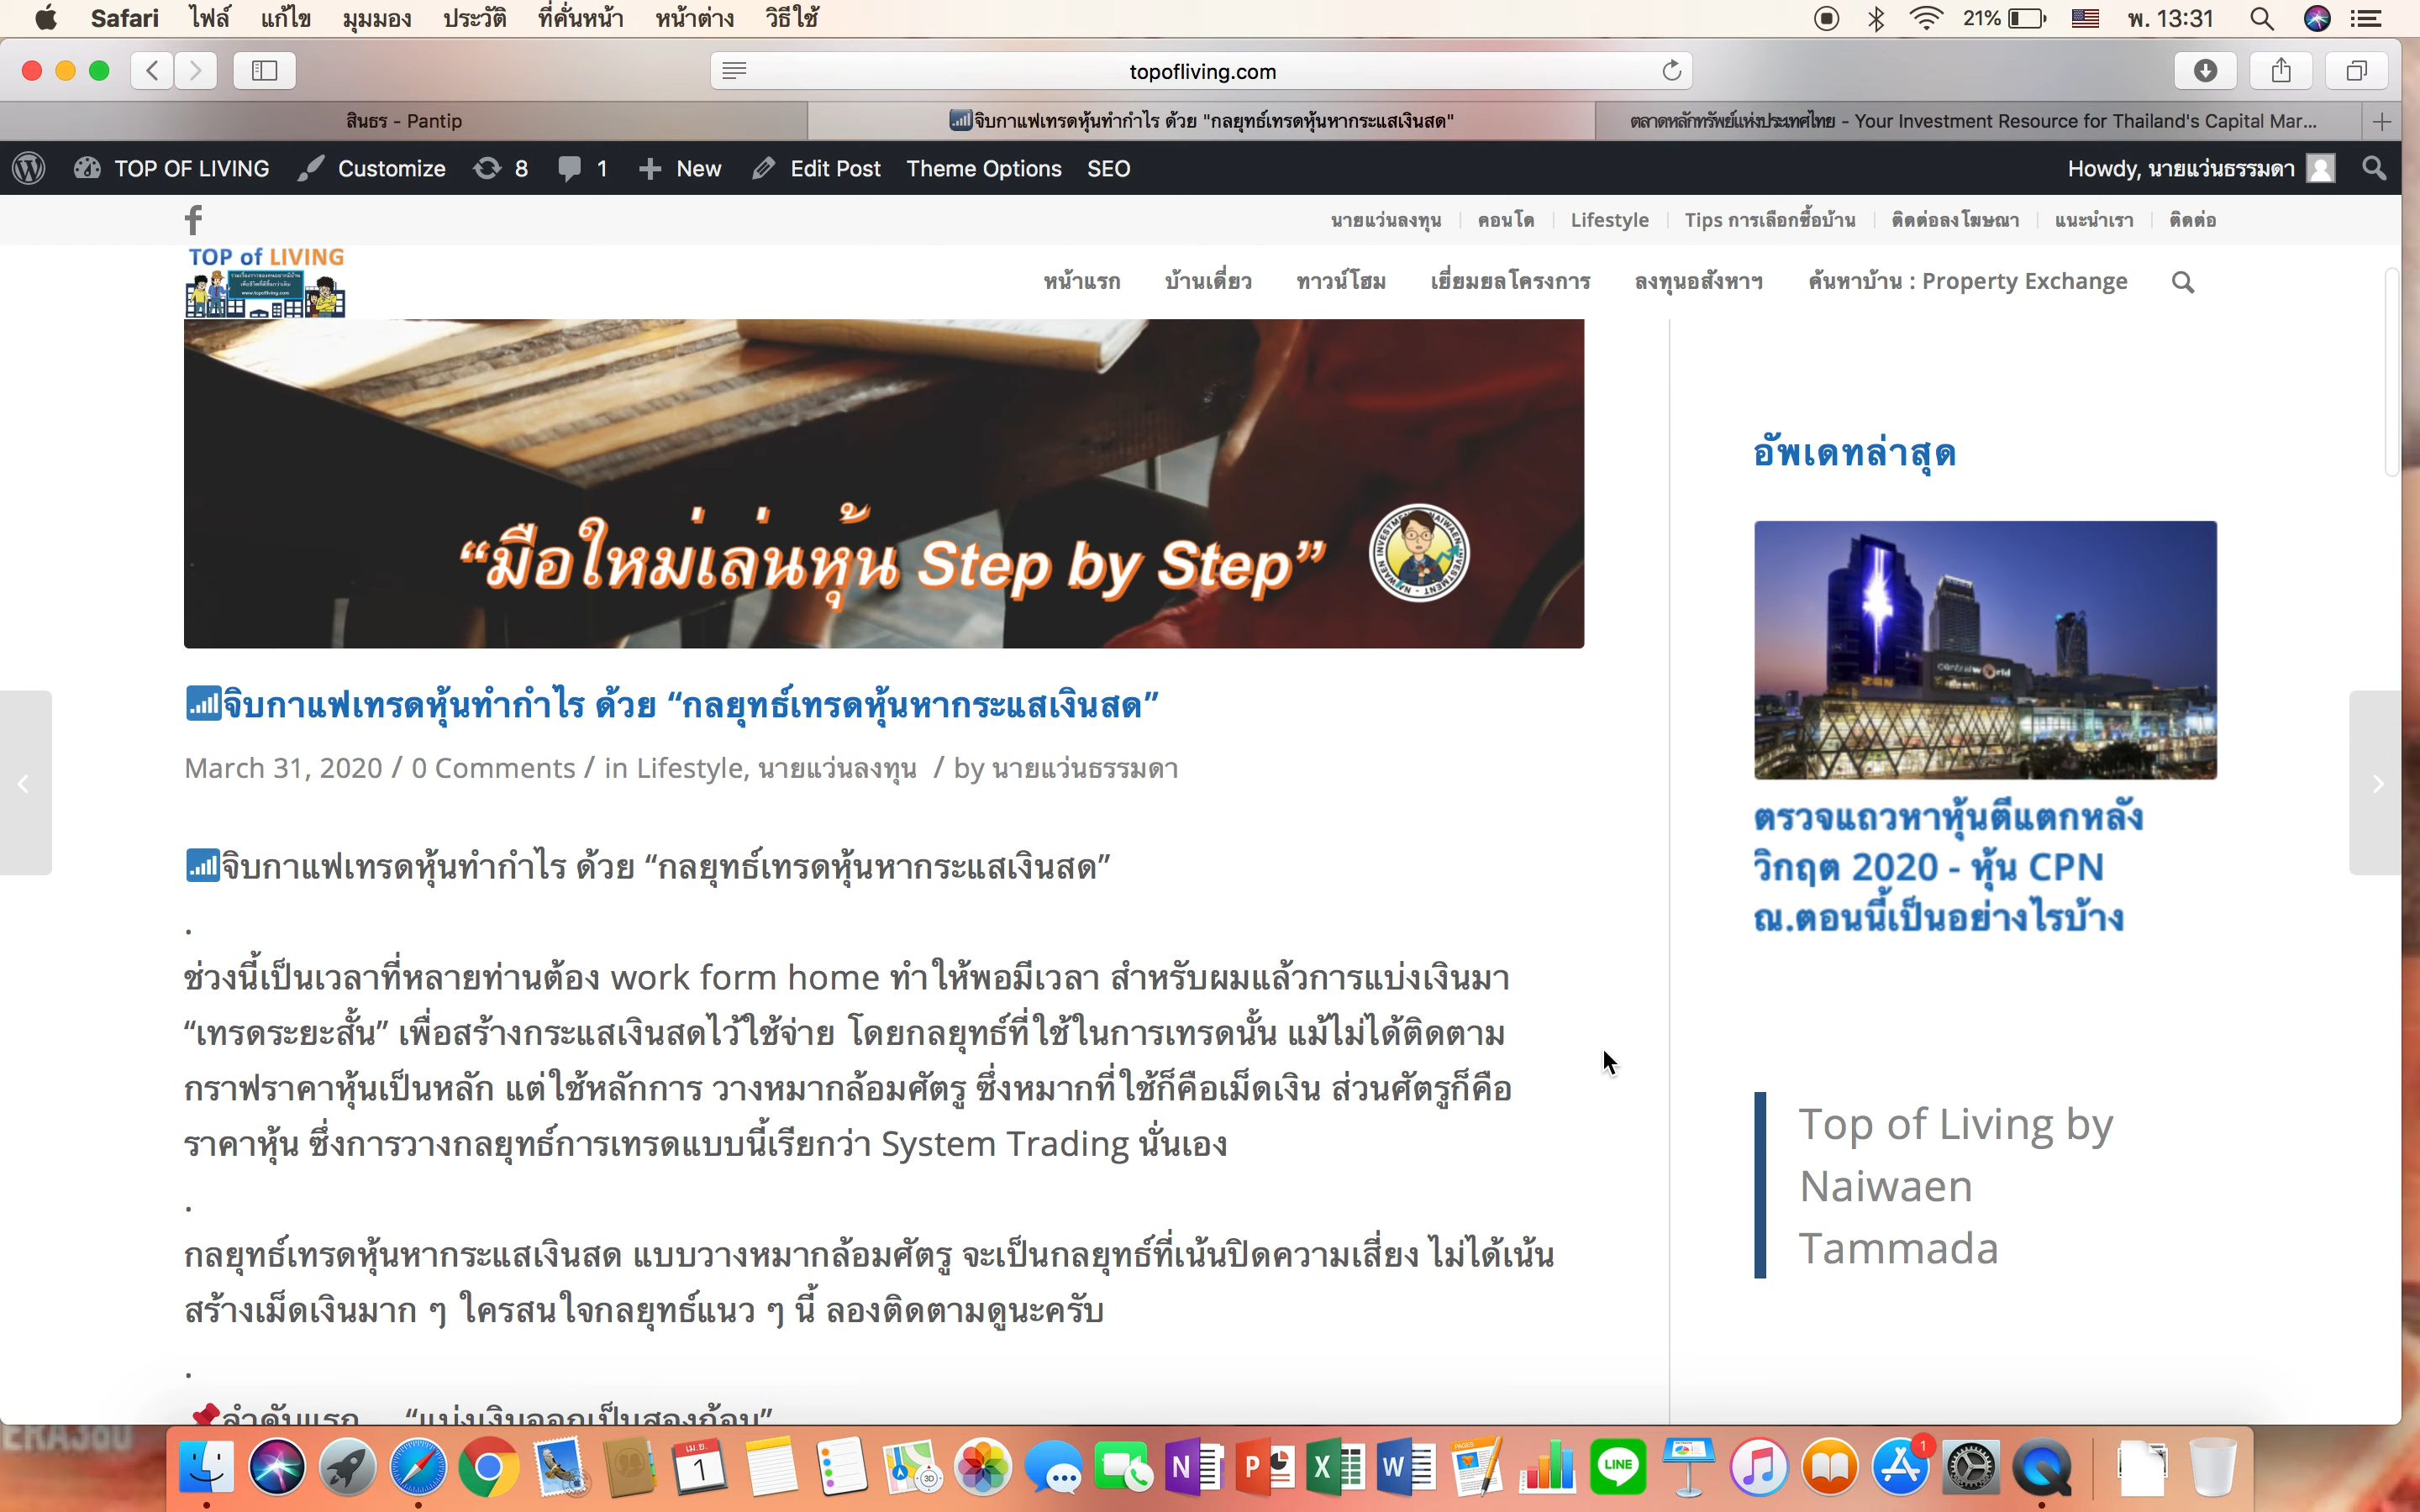 Safari ไฟล์ แก้ไข มุมมอง ประวัติ ที่คั่นหน้า หน้าต่าง วิธีใช้ 21% พ. 13:31
topofliving.com
สินธร - Pantip
จิบกาแฟเทรดหุ้นทำกำไร ด้วย "กลยุทธ์เทรดหุ้นหากระแสเงินสด"
ตลาดหลักทรัพย์แห่งประเทศไทย - Your Investment Resource for Thailand's Capital Mar...
TOP OF LIVING Customize 8 1 New Edit Post Theme Options SEO Howdy, นายแว่นธรรมดา
นายแว่นลงทุน คอนโด Lifestyle Tips การเลือกซื้อบ้าน ติดต่อลงโฆษณา แนะนำเรา ติดต่อ
TOP of LIVING
www.topofliving.com
หน้าแรก บ้านเดี่ยว ทาวน์โฮม เยี่ยมยลโครงการ ลงทุนอสังหาฯ ค้นหาบ้าน : Property Exchange
“มือใหม่เล่นหุ้น Step by Step”
จิบกาแฟเทรดหุ้นทำกำไร ด้วย “กลยุทธ์เทรดหุ้นหากระแสเงินสด”
March 31, 2020 / 0 Comments / in Lifestyle, นายแว่นลงทุน / by นายแว่นธรรมดา
จิบกาแฟเทรดหุ้นทำกำไร ด้วย “กลยุทธ์เทรดหุ้นหากระแสเงินสด”
.
ช่วงนี้เป็นเวลาที่หลายท่านต้อง work form home ทำให้พอมีเวลา สำหรับผมแล้วการแบ่งเงินมา
“เทรดระยะสั้น” เพื่อสร้างกระแสเงินสดไว้ใช้จ่าย โดยกลยุทธ์ที่ใช้ในการเทรดนั้น แม้ไม่ได้ติดตาม
กราฟราคาหุ้นเป็นหลัก แต่ใช้หลักการ วางหมากล้อมศัตรู ซึ่งหมากที่ใช้ก็คือเม็ดเงิน ส่วนศัตรูก็คือ
ราคาหุ้น ซึ่งการวางกลยุทธ์การเทรดแบบนี้เรียกว่า System Trading นั่นเอง
.
กลยุทธ์เทรดหุ้นหากระแสเงินสด แบบวางหมากล้อมศัตรู จะเป็นกลยุทธ์ที่เน้นปิดความเสี่ยง ไม่ได้เน้น
สร้างเม็ดเงินมาก ๆ ใครสนใจกลยุทธ์แนว ๆ นี้ ลองติดตามดูนะครับ
.
ลำดับแรก “แบ่งเงินออกเป็นสองก้อน”
อัพเดทล่าสุด
ZEN
central world
ตรวจแถวหาหุ้นตีแตกหลัง
วิกฤต 2020 - หุ้น CPN
ณ.ตอนนี้เป็นอย่างไรบ้าง
Top of Living by
Naiwaen
Tammada
เม.ย.
1
3D
N
P
X
W
PAGES
LINE
1